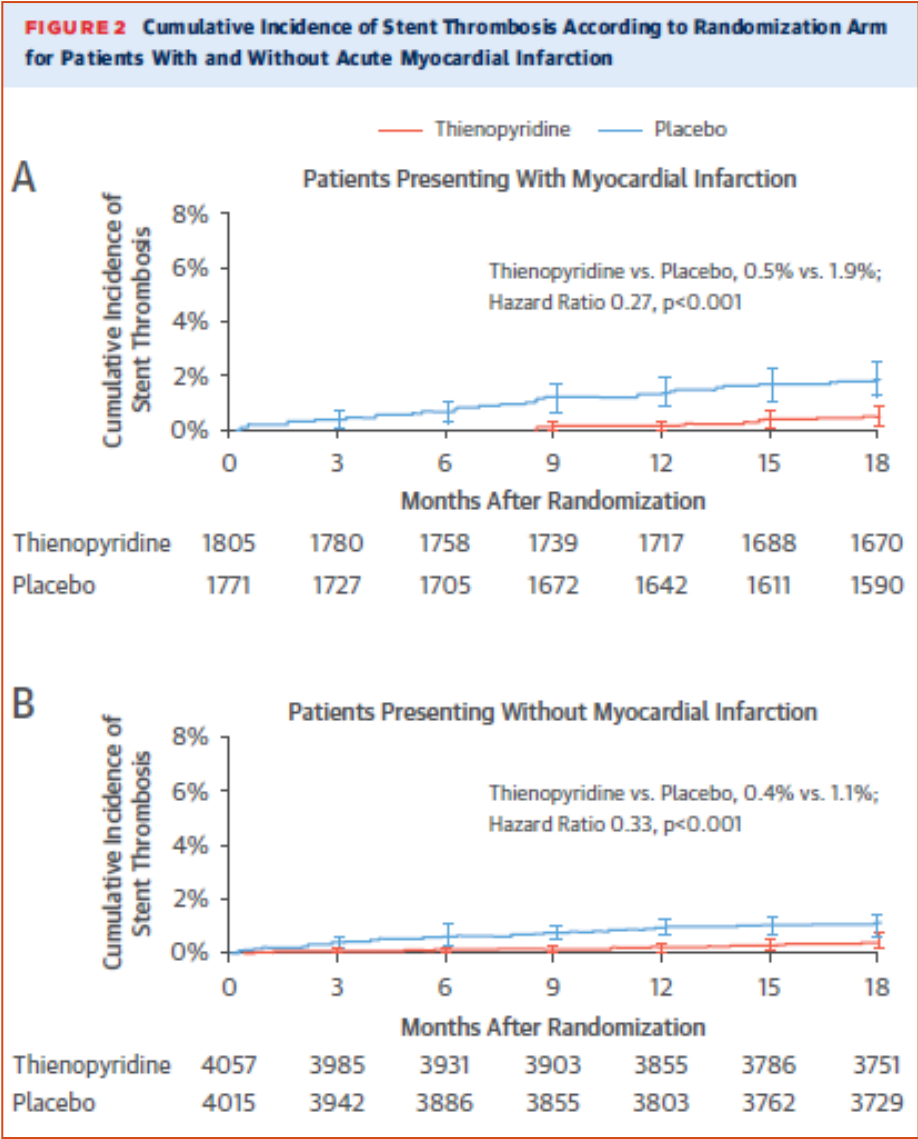 FIGURE 2 Cumulative Incidence of Stent Thrombosis According to Randomization Arm
for Patients With and Without Acute Myocardial Infarction
Thienopyridine Placebo
A
Patients Presenting With Myocardial Infarction
Cumulative Incidence of
Stent Thrombosis
8%
6%
4%
2%
0%
Thienopyridine vs. Placebo, 0.5% vs. 1.9%;
Hazard Ratio 0.27, p<0.001
0 3 6 9 12 15 18
Months After Randomization
Thienopyridine 1805 1780 1758 1739 1717 1688 1670
Placebo 1771 1727 1705 1672 1642 1611 1590
B
Patients Presenting Without Myocardial Infarction
Cumulative Incidence of
Stent Thrombosis
8%
6%
4%
2%
0%
Thienopyridine vs. Placebo, 0.4% vs. 1.1%;
Hazard Ratio 0.33, p<0.001
0 3 6 9 12 15 18
Months After Randomization
Thienopyridine 4057 3985 3931 3903 3855 3786 3751
Placebo 4015 3942 3886 3855 3803 3762 3729